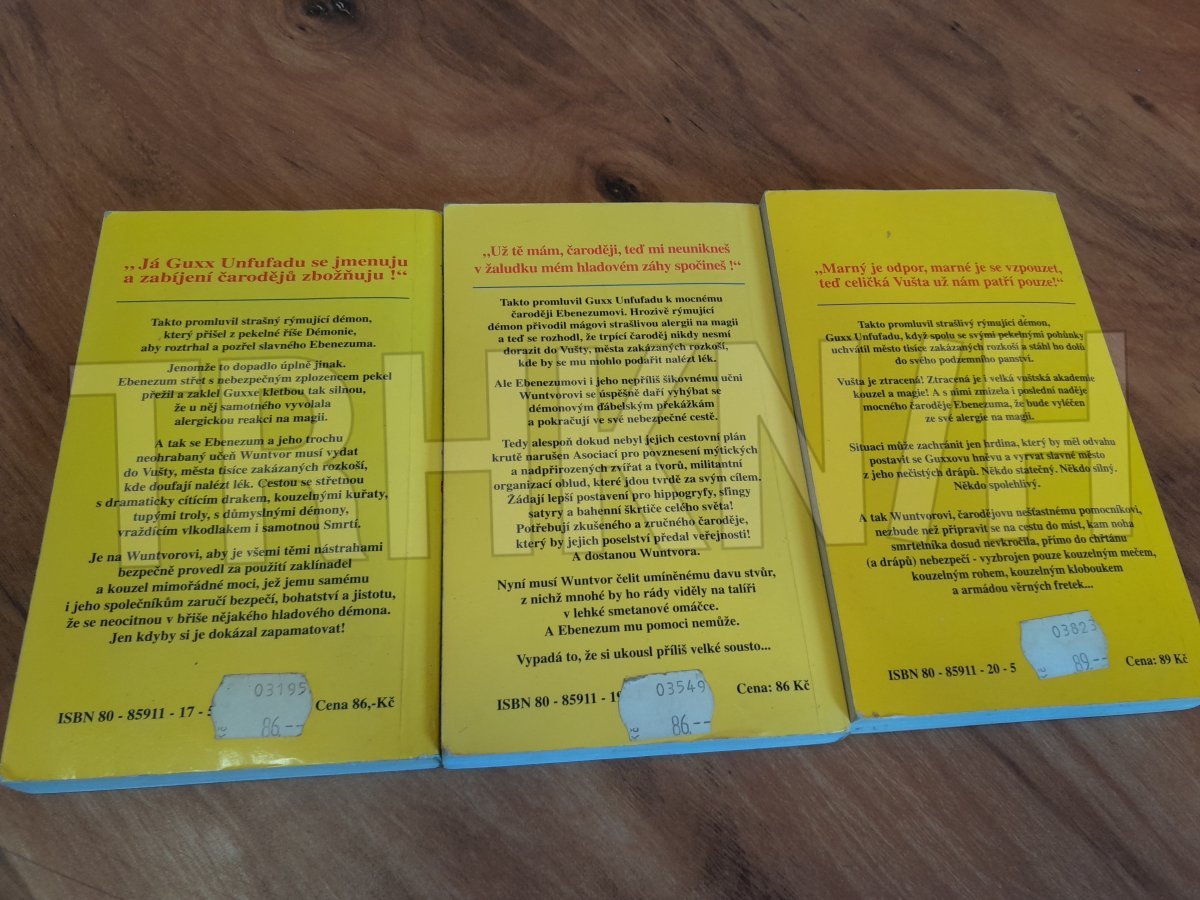 „Já Guxx Unfufadu se jmenuju
a zabíjení čarodějů zbožňuju !“
Takto promluvil strašný rýmující démon,
který přišel z pekelné říše Démonie,
aby roztrhal a pozřel slavného Ebenezuma.
Jenomže to dopadlo úplně jinak.
Ebenezum střet s nebezpečným zplozencem pekel
přežil a zaklel Guxxe kletbou tak silnou,
že u něj samotného vyvolala
alergickou reakci na magii.
A tak se Ebenezum a jeho trochu
neohrabaný učeň Wuntvor musí vydat
do Vušty, města tisíce zakázaných rozkoší,
kde doufají nalézt lék. Cestou se střetnou
s dramaticky cítícím drakem, kouzelnými kuřaty,
tupými troly, s důmyslnými démony,
vraždícím vlkodlakem i samotnou Smrtí.
Je na Wuntvorovi, aby je všemi těmi nástrahami
bezpečně provedl za použití zaklínadel
a kouzel mimořádné moci, jež jemu samému
i jeho společníkům zaručí bezpečí, bohatství a jistotu,
že se neocitnou v břiše nějakého hladového démona.
Jen kdyby si je dokázal zapamatovat!
03195
86.--
ISBN 80 - 85911 - 17 - 5
Cena 86,-Kč
„Už tě mám, čaroději, teď mi neunikneš
v žaludku mém hladovém záhy spočineš !“
Takto promluvil Guxx Unfufadu k mocnému
čaroději Ebenezumovi. Hrozivě rýmující
démon přivodil mágovi strašlivou alergii na magii
a teď se rozhodl, že trpící čaroděj nikdy nesmí
dorazit do Vušty, města zakázaných rozkoší,
kde by se mu mohlo podařit nalézt lék.
Ale Ebenezumovi i jeho nepříliš šikovnému učni
Wuntvorovi se úspěšně daří vyhýbat se
démonovým ďábelským překážkám
a pokračují ve své nebezpečné cestě.
Tedy alespoň dokud nebyl jejich cestovní plán
krutě narušen Asociací pro povznesení mýtických
a nadpřirozených zvířat a tvorů, militantní
organizací oblud, které jdou tvrdě za svým cílem.
Žádají lepší postavení pro hippogryfy, sfingy
satyry a bahenní škrtiče celého světa!
Potřebují zkušeného a zručného čaroděje,
který by jejich poselství předal veřejnosti!
A dostanou Wuntvora.
Nyní musí Wuntvor čelit umíněnému davu stvůr,
z nichž mnohé by ho rády viděly na talíři
v lehké smetanové omáčce.
A Ebenezum mu pomoci nemůže.
Vypadá to, že si ukousl příliš velké sousto...
03549
86.--
ISBN 80 - 85911 - 19
Cena: 86 Kč
„Marný je odpor, marné je se vzpouzet,
teď celičká Vušta už nám patří pouze!“
Takto promluvil strašlivý rýmující démon,
Guxx Unfufadu, když spolu se svými pekelnými pohůnky
uchvátil město tisíce zakázaných rozkoší a stáhl ho dolů
do svého podzemního panství.
Vušta je ztracená! Ztracená je i velká vuštská akademie
kouzel a magie! A s nimi zmizela i poslední naděje
mocného čaroděje Ebenezuma, že bude vyléčen
ze své alergie na magii.
Situaci může zachránit jen hrdina, který by měl odvahu
postavit se Guxxovu hněvu a vyrvat slavné město
z jeho nečistých drápů. Někdo statečný. Někdo silný.
Někdo spolehlivý.
A tak Wuntvorovi, čarodějovu nešťastnému pomocníkovi,
nezbude než připravit se na cestu do míst, kam noha
smrtelníka dosud nevkročila, přímo do chřtánu
(a drápů) nebezpečí - vyzbrojen pouze kouzelným mečem,
kouzelným rohem, kouzelným kloboukem
a armádou věrných fretek...
03823
89.--
ISBN 80 - 85911 - 20 - 5
Cena: 89 Kč